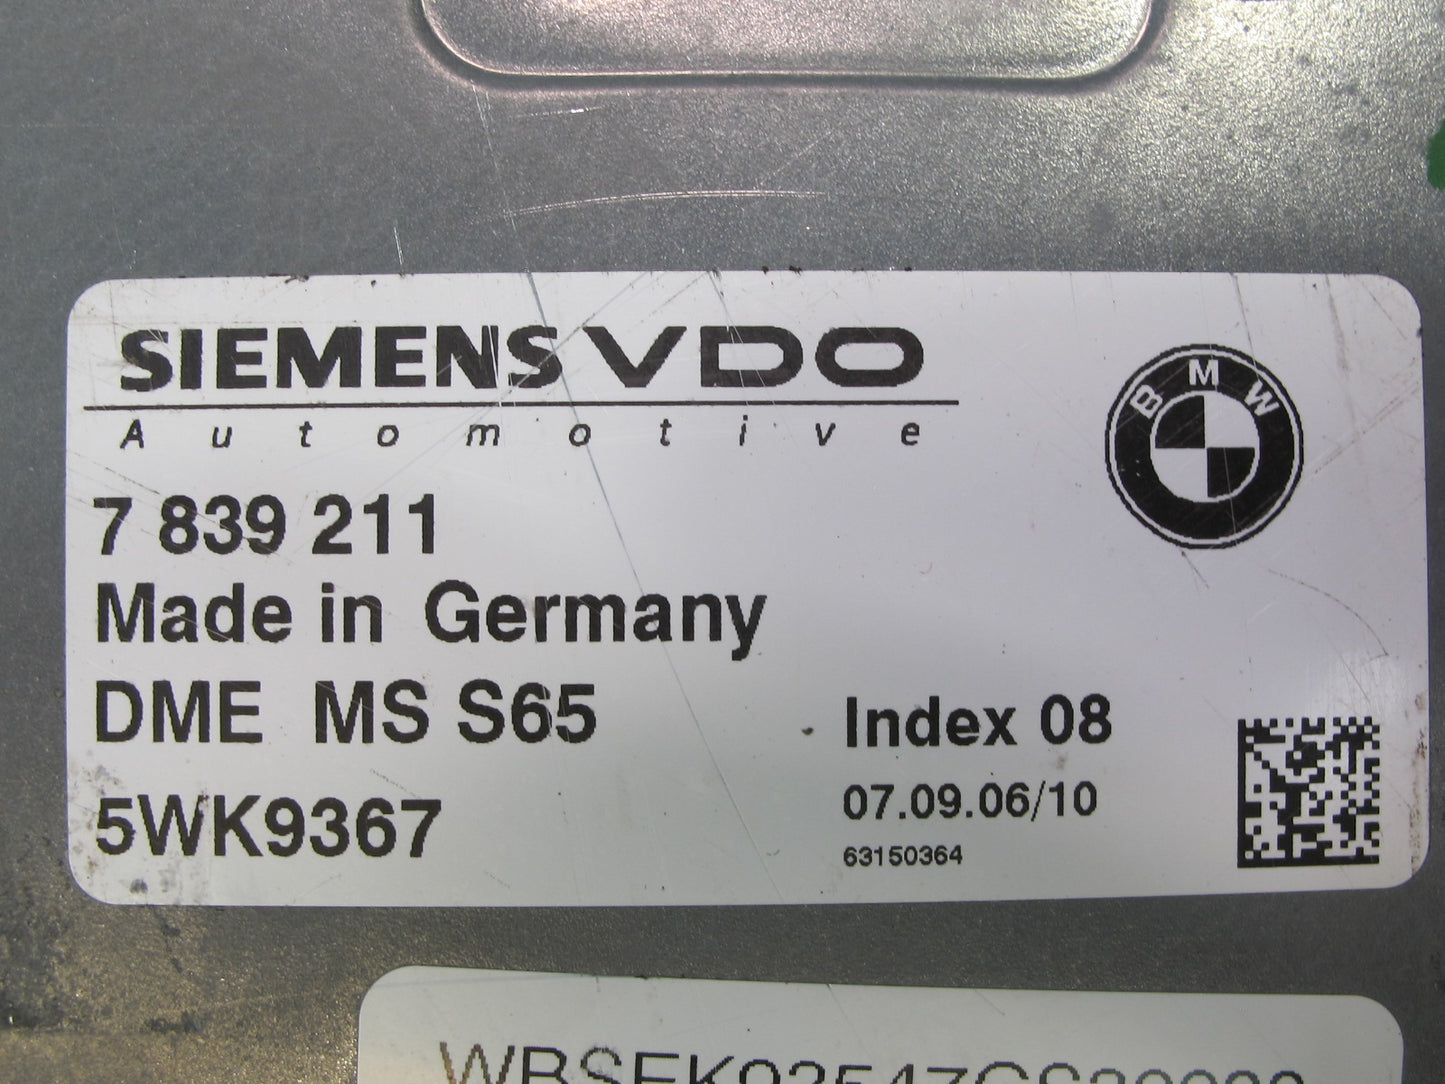 SIEMENS VDO
Automotive
BMW
7 839 211
Made in Germany
DME MS S65
Index 08
5WK9367
07.09.06/10
63150364